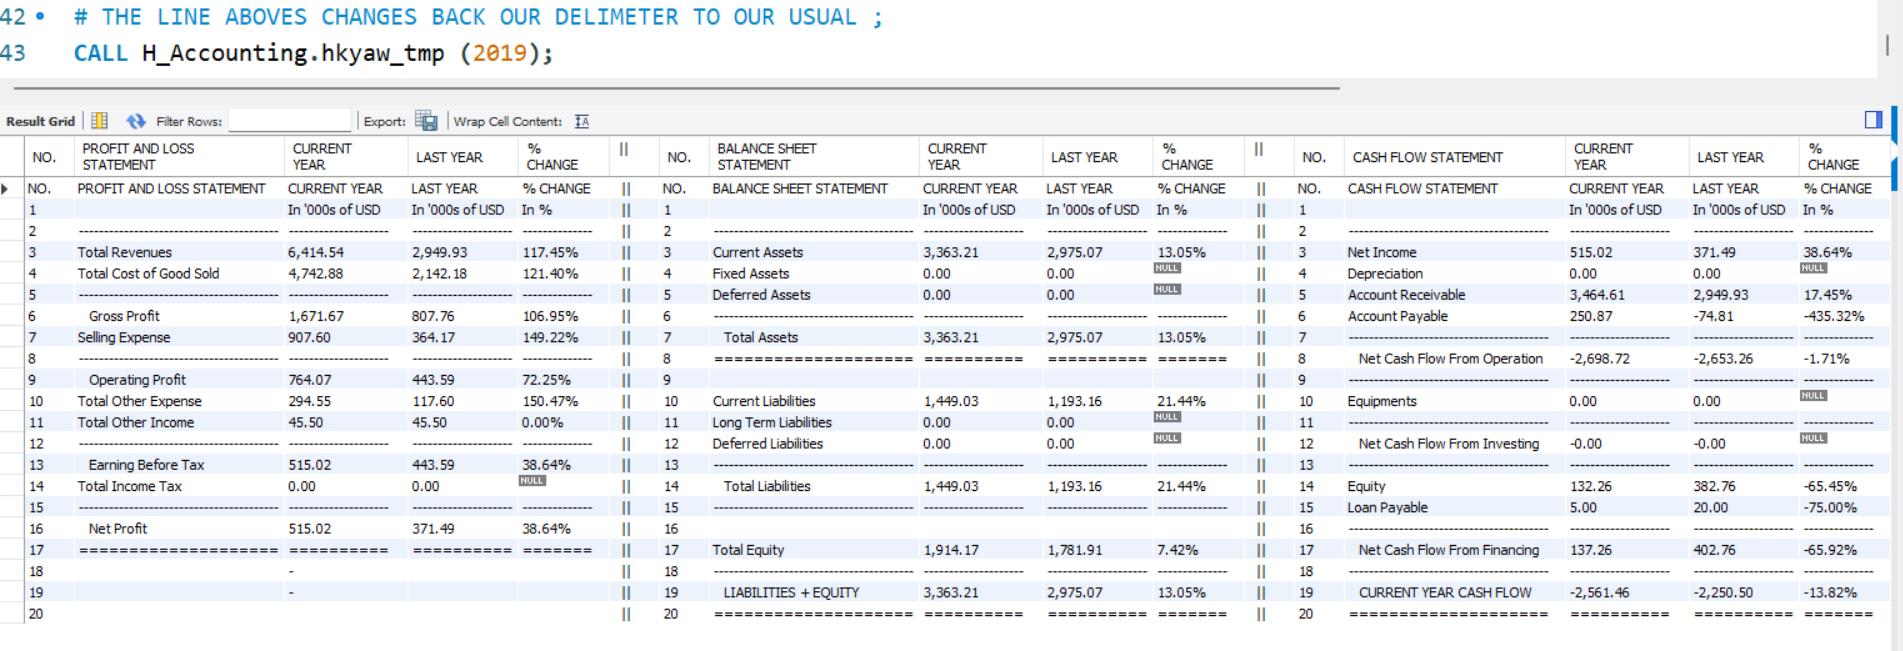 42 # THE LINE ABOVES CHANGES BACK OUR DELIMETER TO OUR USUAL ;
43 CALL H_Accounting.hkyaw_tmp (2019);
Result Grid Filter Rows: Export: Wrap Cell Content:
NO. PROFIT AND LOSS STATEMENT CURRENT YEAR LAST YEAR % CHANGE || NO. BALANCE SHEET STATEMENT CURRENT YEAR LAST YEAR % CHANGE || NO. CASH FLOW STATEMENT CURRENT YEAR LAST YEAR % CHANGE
NO. PROFIT AND LOSS STATEMENT CURRENT YEAR LAST YEAR % CHANGE || NO. BALANCE SHEET STATEMENT CURRENT YEAR LAST YEAR % CHANGE || NO. CASH FLOW STATEMENT CURRENT YEAR LAST YEAR % CHANGE
1 In '000s of USD In '000s of USD In % || 1 In '000s of USD In '000s of USD In % || 1 In '000s of USD In '000s of USD In %
2 ---------------------------------------- -------------------- -------------------- -------------- || 2 ---------------------------------------- -------------------- -------------------- -------------- || 2 ---------------------------------------- -------------------- -------------------- --------------
3 Total Revenues 6,414.54 2,949.93 117.45% || 3 Current Assets 3,363.21 2,975.07 13.05% || 3 Net Income 515.02 371.49 38.64%
4 Total Cost of Good Sold 4,742.88 2,142.18 121.40% || 4 Fixed Assets 0.00 0.00 NULL || 4 Depreciation 0.00 0.00 NULL
5 ---------------------------------------- -------------------- -------------------- -------------- || 5 Deferred Assets 0.00 0.00 NULL || 5 Account Receivable 3,464.61 2,949.93 17.45%
6 Gross Profit 1,671.67 807.76 106.95% || 6 ---------------------------------------- -------------------- -------------------- -------------- || 6 Account Payable 250.87 -74.81 -435.32%
7 Selling Expense 907.60 364.17 149.22% || 7 Total Assets 3,363.21 2,975.07 13.05% || 7 ---------------------------------------- -------------------- -------------------- --------------
8 ---------------------------------------- -------------------- -------------------- -------------- || 8 ==================== ========== ========== ======= || 8 Net Cash Flow From Operation -2,698.72 -2,653.26 -1.71%
9 Operating Profit 764.07 443.59 72.25% || 9 || 9 ---------------------------------------- -------------------- -------------------- --------------
10 Total Other Expense 294.55 117.60 150.47% || 10 Current Liabilities 1,449.03 1,193.16 21.44% || 10 Equipments 0.00 0.00 NULL
11 Total Other Income 45.50 45.50 0.00% || 11 Long Term Liabilities 0.00 0.00 NULL || 11 ---------------------------------------- -------------------- -------------------- --------------
12 ---------------------------------------- -------------------- -------------------- -------------- || 12 Deferred Liabilities 0.00 0.00 NULL || 12 Net Cash Flow From Investing -0.00 -0.00 NULL
13 Earning Before Tax 515.02 443.59 38.64% || 13 ---------------------------------------- -------------------- -------------------- -------------- || 13 ---------------------------------------- -------------------- -------------------- --------------
14 Total Income Tax 0.00 0.00 NULL || 14 Total Liabilities 1,449.03 1,193.16 21.44% || 14 Equity 132.26 382.76 -65.45%
15 ---------------------------------------- -------------------- -------------------- -------------- || 15 ---------------------------------------- -------------------- -------------------- -------------- || 15 Loan Payable 5.00 20.00 -75.00%
16 Net Profit 515.02 371.49 38.64% || 16 || 16 ---------------------------------------- -------------------- -------------------- --------------
17 ==================== ========== ========== ======= || 17 Total Equity 1,914.17 1,781.91 7.42% || 17 Net Cash Flow From Financing 137.26 402.76 -65.92%
18 - || 18 ---------------------------------------- -------------------- -------------------- -------------- || 18 ---------------------------------------- -------------------- -------------------- --------------
19 - || 19 LIABILITIES + EQUITY 3,363.21 2,975.07 13.05% || 19 CURRENT YEAR CASH FLOW -2,561.46 -2,250.50 -13.82%
20 || 20 ==================== ========== ========== ======= || 20 ==================== ========== ========== =======